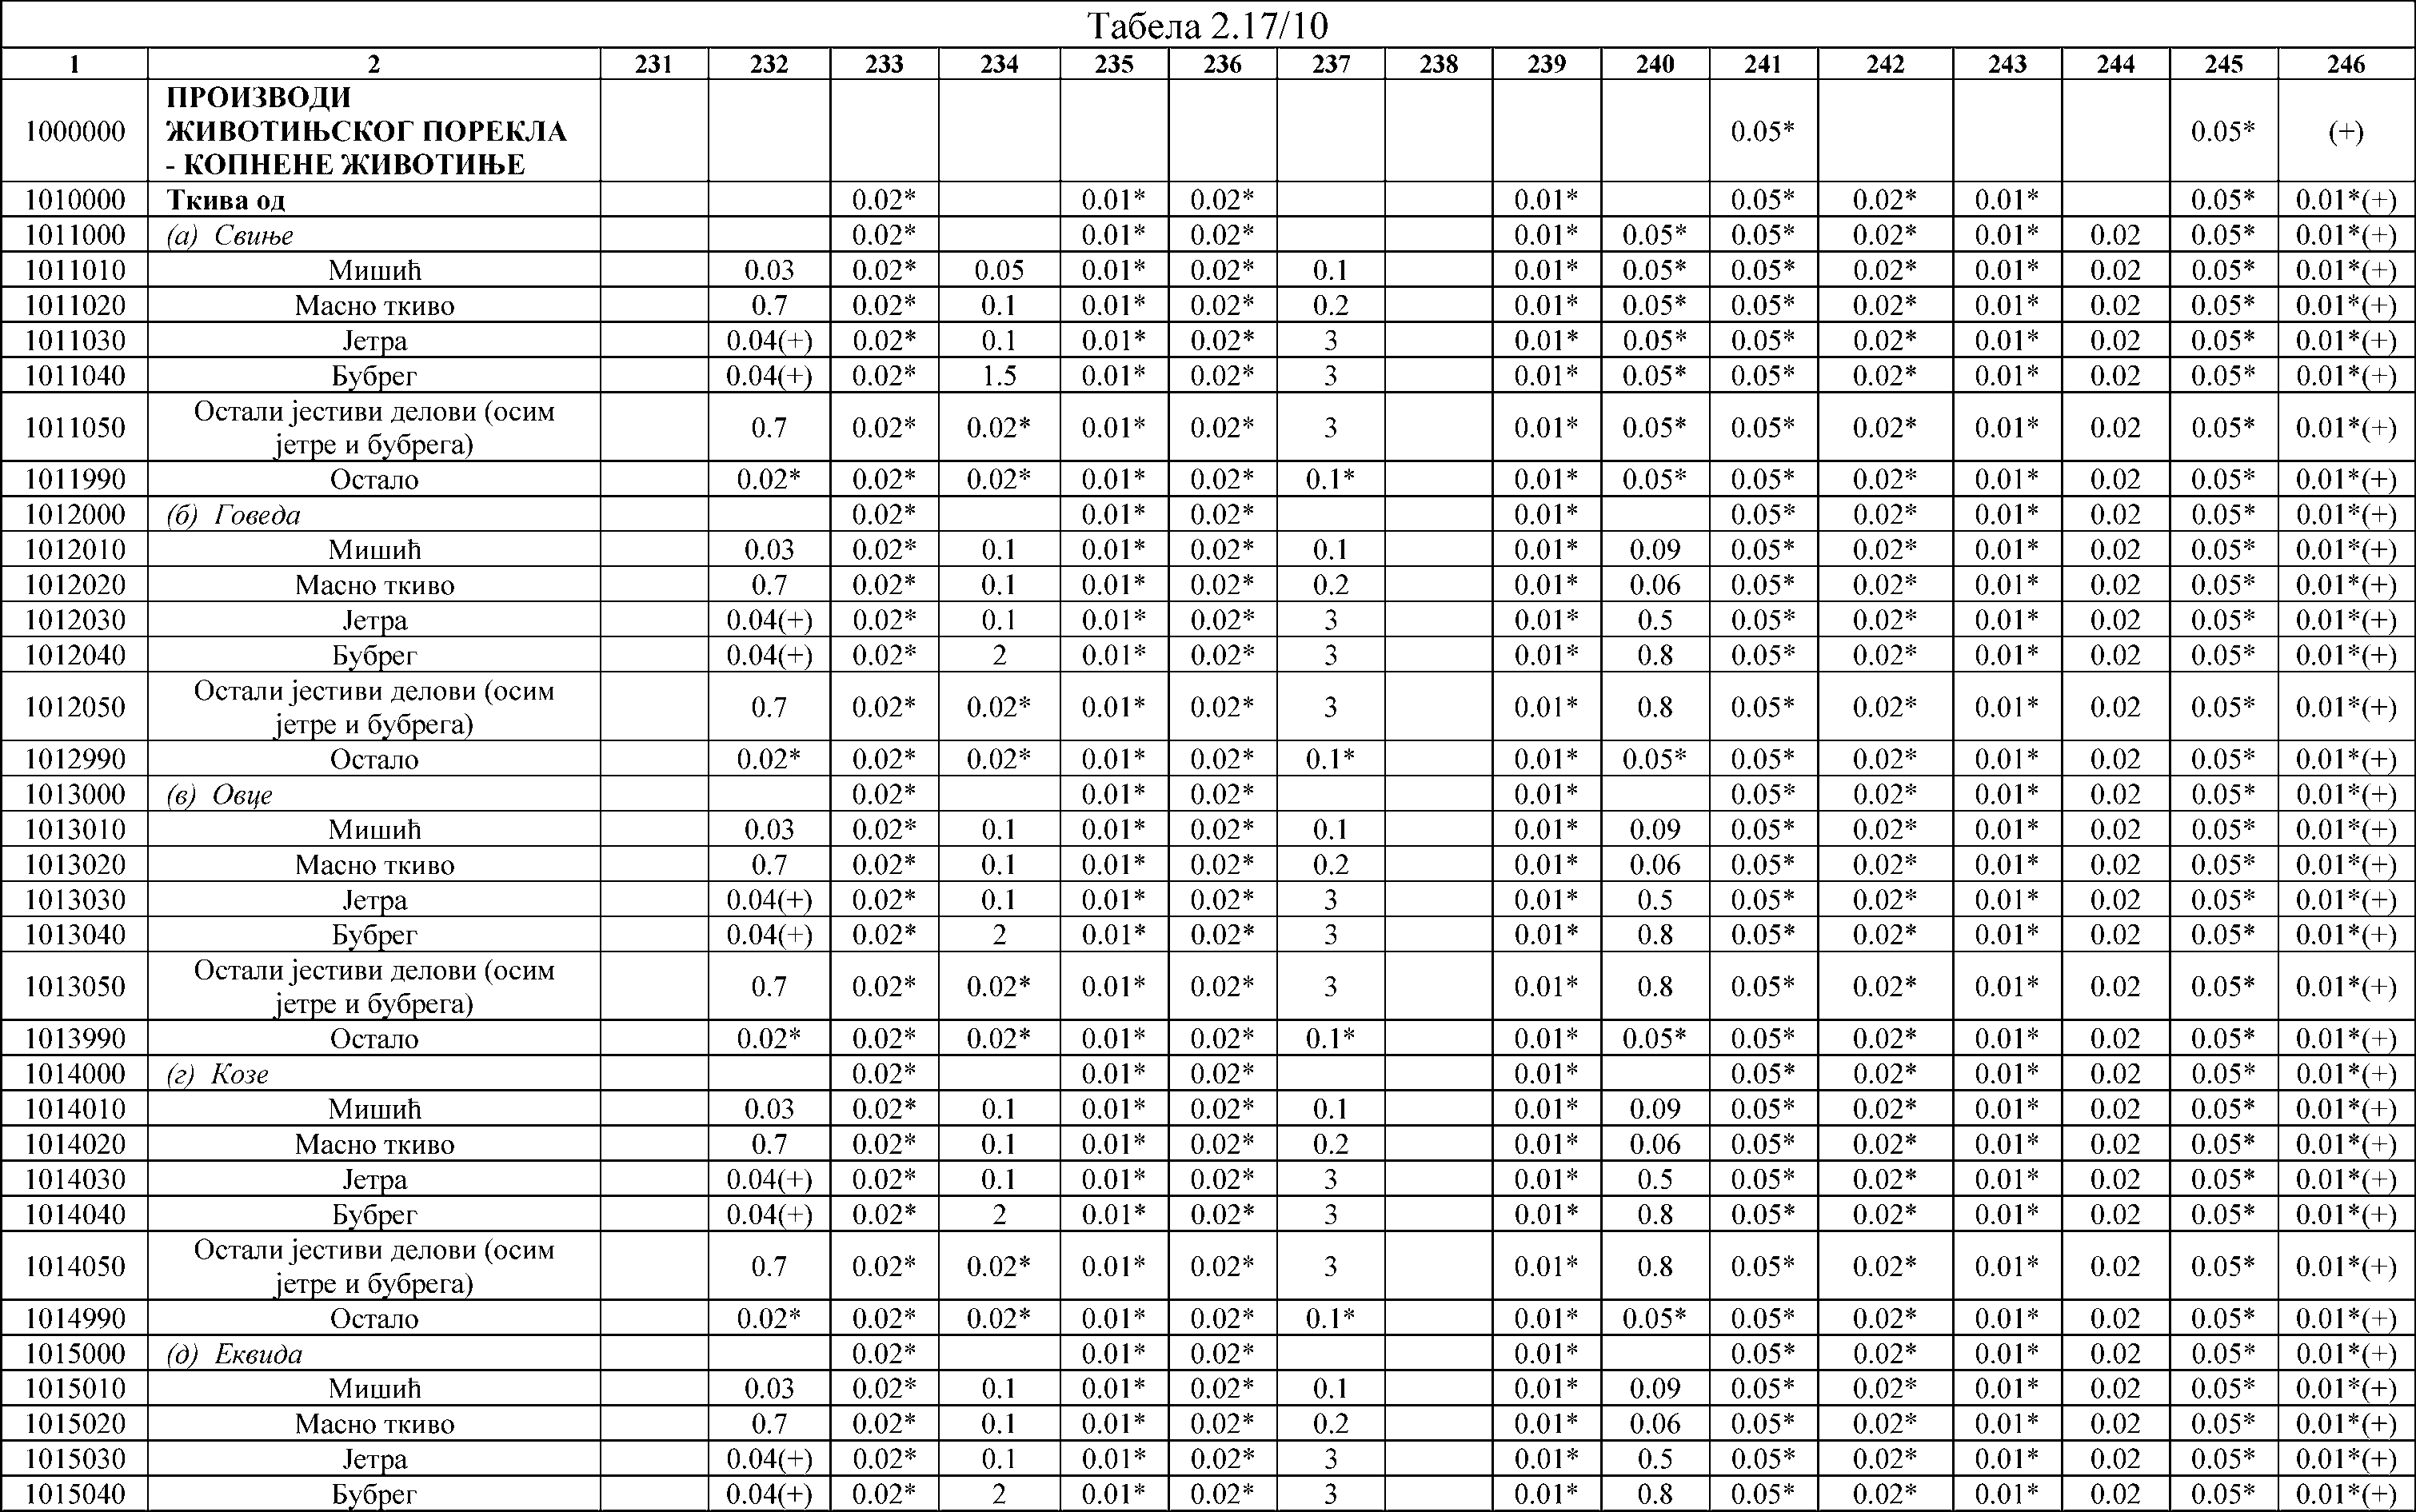 Табела 2.17/10
1 2 231 232 233 234 235 236 237 238 239 240 241 242 243 244 245 246
1000000 ПРОИЗВОДИ ЖИВОТИЊСКОГ ПОРЕКЛА - КОПНЕНЕ ЖИВОТИЊЕ 0.05* 0.05* (+)
1010000 Ткива од 0.02* 0.01* 0.02* 0.01* 0.05* 0.02* 0.01* 0.05* 0.01*(+)
1011000 (а) Свиње 0.02* 0.01* 0.02* 0.01* 0.05* 0.05* 0.02* 0.01* 0.02 0.05* 0.01*(+)
1011010 Мишић 0.03 0.02* 0.05 0.01* 0.02* 0.1 0.01* 0.05* 0.05* 0.02* 0.01* 0.02 0.05* 0.01*(+)
1011020 Масно ткиво 0.7 0.02* 0.1 0.01* 0.02* 0.2 0.01* 0.05* 0.05* 0.02* 0.01* 0.02 0.05* 0.01*(+)
1011030 Јетра 0.04(+) 0.02* 0.1 0.01* 0.02* 3 0.01* 0.05* 0.05* 0.02* 0.01* 0.02 0.05* 0.01*(+)
1011040 Бубрег 0.04(+) 0.02* 1.5 0.01* 0.02* 3 0.01* 0.05* 0.05* 0.02* 0.01* 0.02 0.05* 0.01*(+)
1011050 Остали јестиви делови (осим јетре и бубрега) 0.7 0.02* 0.02* 0.01* 0.02* 3 0.01* 0.05* 0.05* 0.02* 0.01* 0.02 0.05* 0.01*(+)
1011990 Остало 0.02* 0.02* 0.02* 0.01* 0.02* 0.1* 0.01* 0.05* 0.05* 0.02* 0.01* 0.02 0.05* 0.01*(+)
1012000 (б) Говеда 0.02* 0.01* 0.02* 0.01* 0.05* 0.02* 0.01* 0.02 0.05* 0.01*(+)
1012010 Мишић 0.03 0.02* 0.1 0.01* 0.02* 0.1 0.01* 0.09 0.05* 0.02* 0.01* 0.02 0.05* 0.01*(+)
1012020 Масно ткиво 0.7 0.02* 0.1 0.01* 0.02* 0.2 0.01* 0.06 0.05* 0.02* 0.01* 0.02 0.05* 0.01*(+)
1012030 Јетра 0.04(+) 0.02* 0.1 0.01* 0.02* 3 0.01* 0.5 0.05* 0.02* 0.01* 0.02 0.05* 0.01*(+)
1012040 Бубрег 0.04(+) 0.02* 2 0.01* 0.02* 3 0.01* 0.8 0.05* 0.02* 0.01* 0.02 0.05* 0.01*(+)
1012050 Остали јестиви делови (осим јетре и бубрега) 0.7 0.02* 0.02* 0.01* 0.02* 3 0.01* 0.8 0.05* 0.02* 0.01* 0.02 0.05* 0.01*(+)
1012990 Остало 0.02* 0.02* 0.02* 0.01* 0.02* 0.1* 0.01* 0.05* 0.05* 0.02* 0.01* 0.02 0.05* 0.01*(+)
1013000 (в) Овце 0.02* 0.01* 0.02* 0.01* 0.05* 0.02* 0.01* 0.02 0.05* 0.01*(+)
1013010 Мишић 0.03 0.02* 0.1 0.01* 0.02* 0.1 0.01* 0.09 0.05* 0.02* 0.01* 0.02 0.05* 0.01*(+)
1013020 Масно ткиво 0.7 0.02* 0.1 0.01* 0.02* 0.2 0.01* 0.06 0.05* 0.02* 0.01* 0.02 0.05* 0.01*(+)
1013030 Јетра 0.04(+) 0.02* 0.1 0.01* 0.02* 3 0.01* 0.5 0.05* 0.02* 0.01* 0.02 0.05* 0.01*(+)
1013040 Бубрег 0.04(+) 0.02* 2 0.01* 0.02* 3 0.01* 0.8 0.05* 0.02* 0.01* 0.02 0.05* 0.01*(+)
1013050 Остали јестиви делови (осим јетре и бубрега) 0.7 0.02* 0.02* 0.01* 0.02* 3 0.01* 0.8 0.05* 0.02* 0.01* 0.02 0.05* 0.01*(+)
1013990 Остало 0.02* 0.02* 0.02* 0.01* 0.02* 0.1* 0.01* 0.05* 0.05* 0.02* 0.01* 0.02 0.05* 0.01*(+)
1014000 (г) Козе 0.02* 0.01* 0.02* 0.01* 0.05* 0.02* 0.01* 0.02 0.05* 0.01*(+)
1014010 Мишић 0.03 0.02* 0.1 0.01* 0.02* 0.1 0.01* 0.09 0.05* 0.02* 0.01* 0.02 0.05* 0.01*(+)
1014020 Масно ткиво 0.7 0.02* 0.1 0.01* 0.02* 0.2 0.01* 0.06 0.05* 0.02* 0.01* 0.02 0.05* 0.01*(+)
1014030 Јетра 0.04(+) 0.02* 0.1 0.01* 0.02* 3 0.01* 0.5 0.05* 0.02* 0.01* 0.02 0.05* 0.01*(+)
1014040 Бубрег 0.04(+) 0.02* 2 0.01* 0.02* 3 0.01* 0.8 0.05* 0.02* 0.01* 0.02 0.05* 0.01*(+)
1014050 Остали јестиви делови (осим јетре и бубрега) 0.7 0.02* 0.02* 0.01* 0.02* 3 0.01* 0.8 0.05* 0.02* 0.01* 0.02 0.05* 0.01*(+)
1014990 Остало 0.02* 0.02* 0.02* 0.01* 0.02* 0.1* 0.01* 0.05* 0.05* 0.02* 0.01* 0.02 0.05* 0.01*(+)
1015000 (д) Еквида 0.02* 0.01* 0.02* 0.01* 0.05* 0.02* 0.01* 0.02 0.05* 0.01*(+)
1015010 Мишић 0.03 0.02* 0.1 0.01* 0.02* 0.1 0.01* 0.09 0.05* 0.02* 0.01* 0.02 0.05* 0.01*(+)
1015020 Масно ткиво 0.7 0.02* 0.1 0.01* 0.02* 0.2 0.01* 0.06 0.05* 0.02* 0.01* 0.02 0.05* 0.01*(+)
1015030 Јетра 0.04(+) 0.02* 0.1 0.01* 0.02* 3 0.01* 0.5 0.05* 0.02* 0.01* 0.02 0.05* 0.01*(+)
1015040 Бубрег 0.04(+) 0.02* 2 0.01* 0.02* 3 0.01* 0.8 0.05* 0.02* 0.01* 0.02 0.05* 0.01*(+)